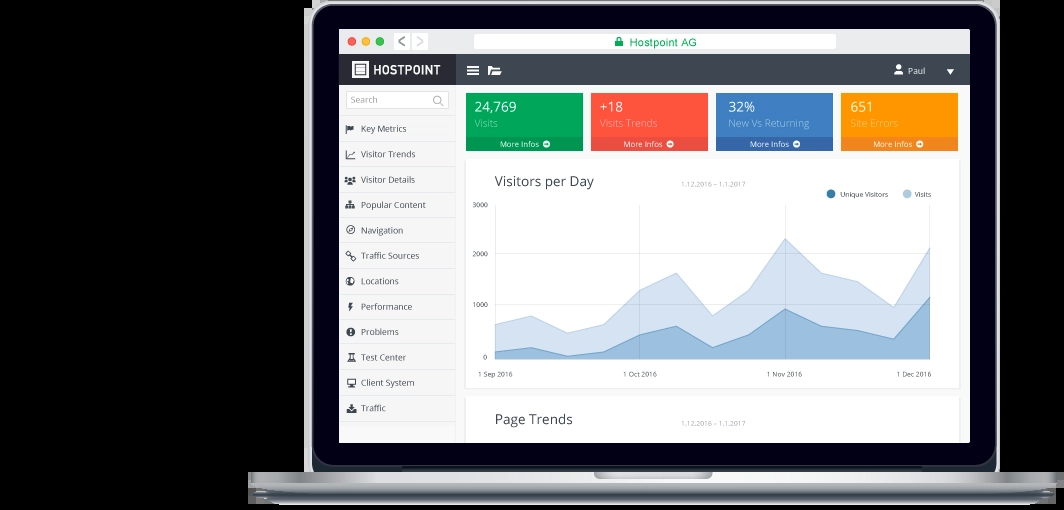 Hostpoint AG
HOSTPOINT
Paul
Search
Key Metrics
Visitor Trends
Visitor Details
Popular Content
Navigation
Traffic Sources
Locations
Performance
Problems
Test Center
Client System
Traffic
24,769
Visits
More Infos
+18
Visits Trends
More Infos
32%
New Vs Returning
More Infos
651
Site Errors
More Infos
Visitors per Day
1.12.2016 – 1.1.2017
Unique Visitors
Visits
3000
2000
1000
0
1 Sep 2016
1 Oct 2016
1 Nov 2016
1 Dec 2016
Page Trends
1.12.2016 – 1.1.2017